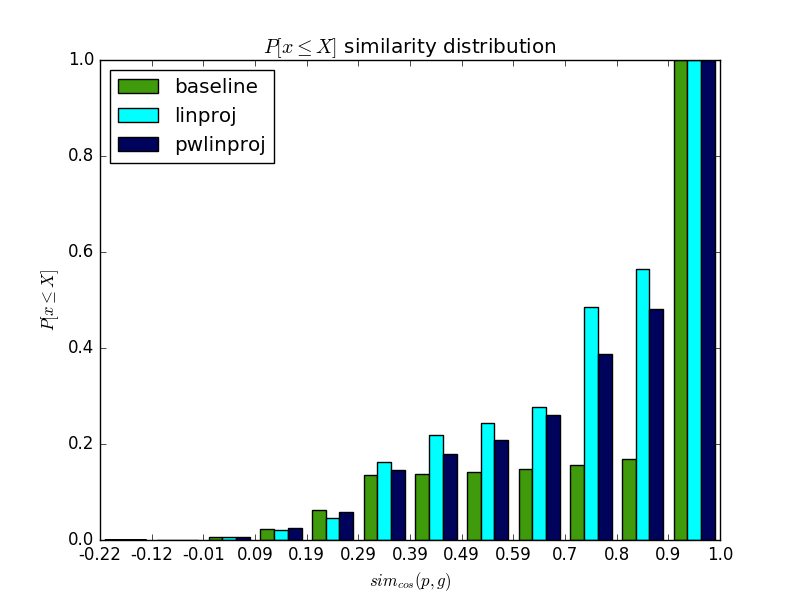 P[x ≤ X] similarity distribution
baseline
linproj
pwlinproj
P[x ≤ X]
1.0
0.8
0.6
0.4
0.2
0.0
-0.22 -0.12 -0.01 0.09 0.19 0.29 0.39 0.49 0.59 0.7 0.8 0.9 1.0
sim_cos(p, g)